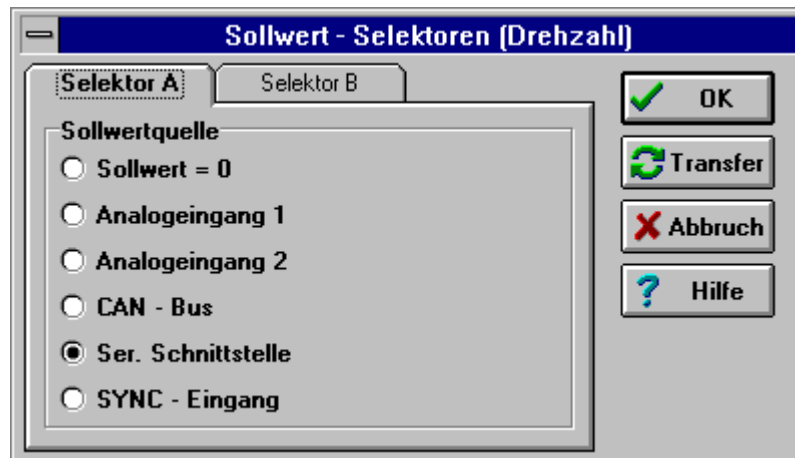 Sollwert - Selektoren (Drehzahl)
Selektor A
Selektor B
Sollwertquelle
Sollwert = 0
Analogeingang 1
Analogeingang 2
CAN - Bus
Ser. Schnittstelle
SYNC - Eingang
OK
Transfer
Abbruch
Hilfe